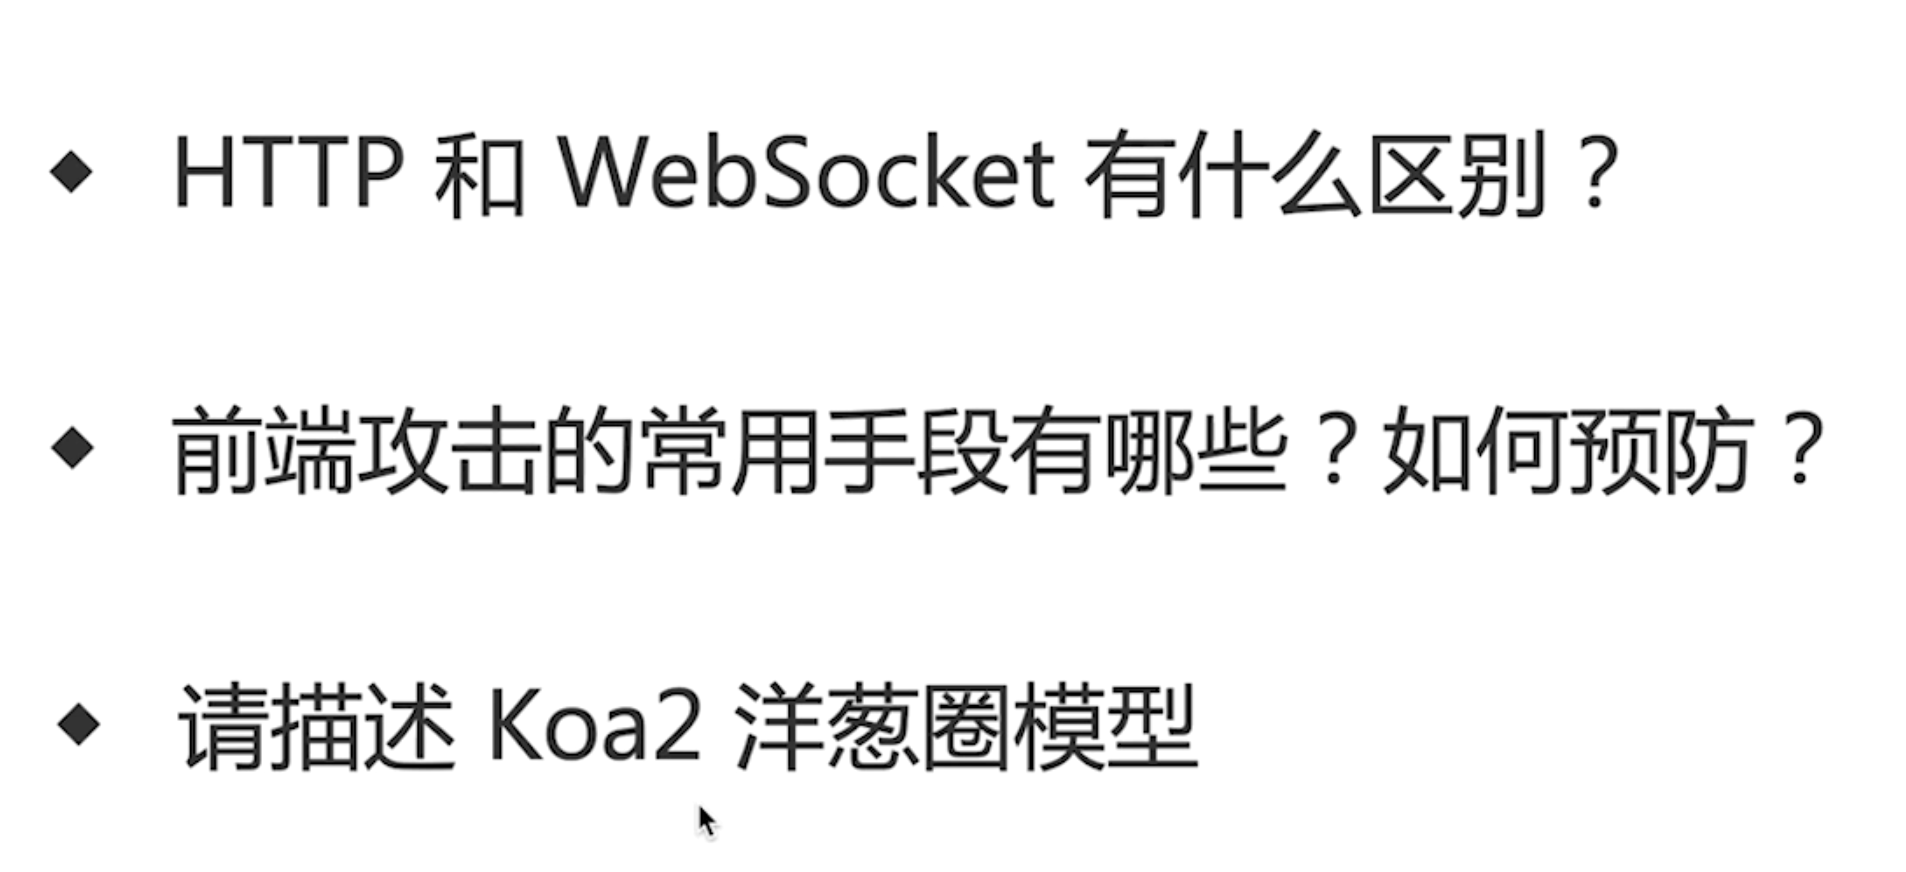 ◆ HTTP 和 WebSocket 有什么区别？
◆ 前端攻击的常用手段有哪些？如何预防？
◆ 请描述 Koa2 洋葱圈模型